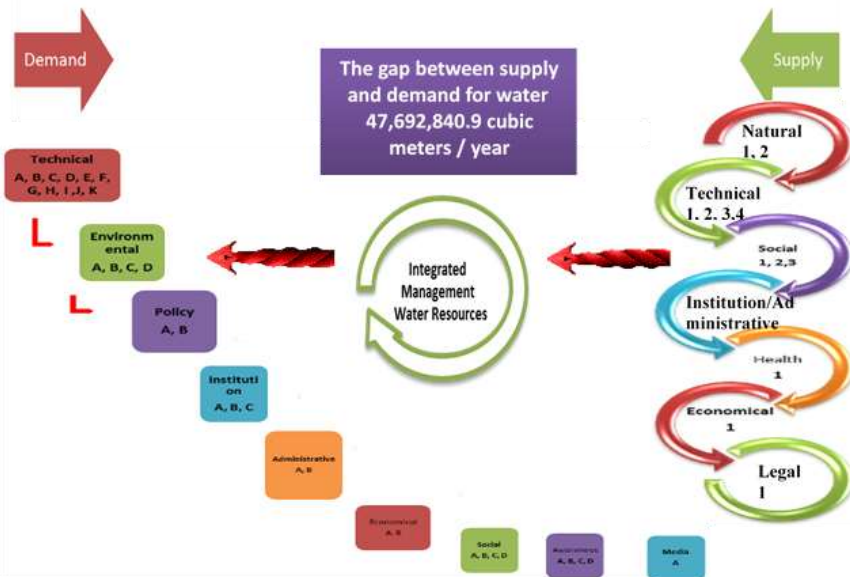 Demand
The gap between supply
and demand for water
47,692,840.9 cubic
meters / year
Supply
Technical
A, B, C, D, E, F,
G, H, I ,J, K
Environm
ental
A, B, C, D
Policy
A, B
Instituti
on
A, B, C
Administrative
A, B
Economical
A, B
Social
A, B, C, D
Awareness
A, B, C, D
Media
A
Integrated
Management
Water Resources
Natural
1, 2
Technical
1, 2, 3,4
Social
1, 2,3
Institution/Ad
ministrative
Health
1
Economical
1
Legal
1